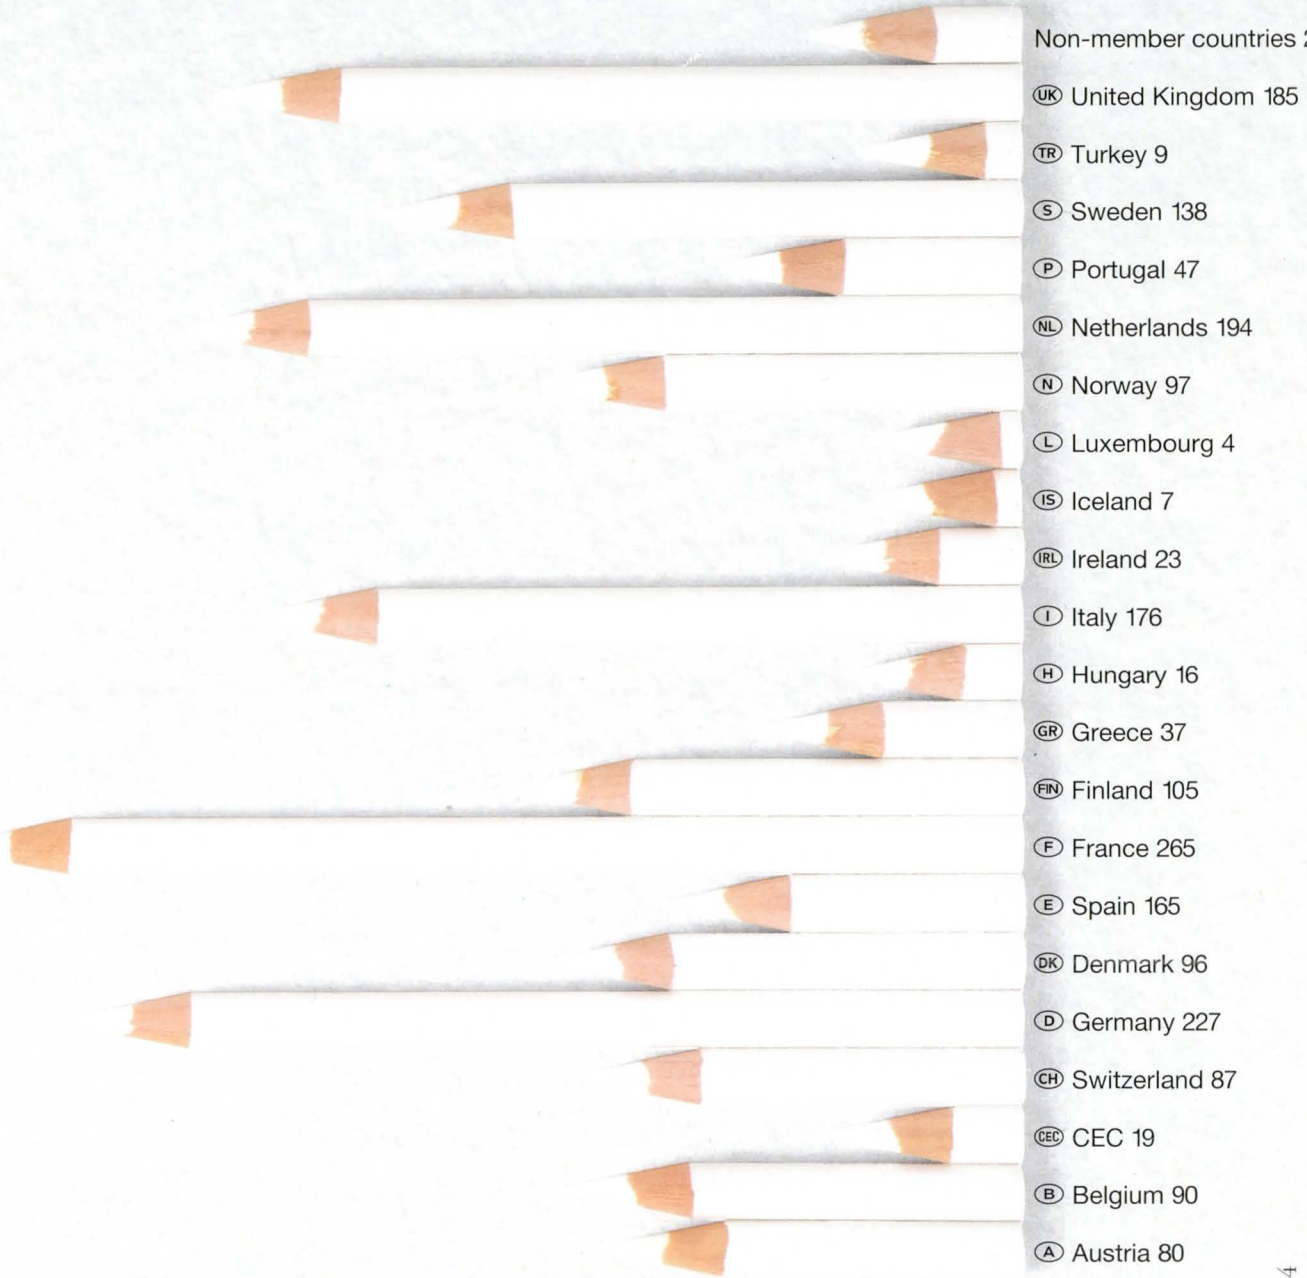 Non-member countries 2
UK United Kingdom 185
TR Turkey 9
S Sweden 138
P Portugal 47
NL Netherlands 194
N Norway 97
L Luxembourg 4
IS Iceland 7
IRL Ireland 23
I Italy 176
H Hungary 16
GR Greece 37
FIN Finland 105
F France 265
E Spain 165
DK Denmark 96
D Germany 227
CH Switzerland 87
CEC CEC 19
B Belgium 90
A Austria 80
4